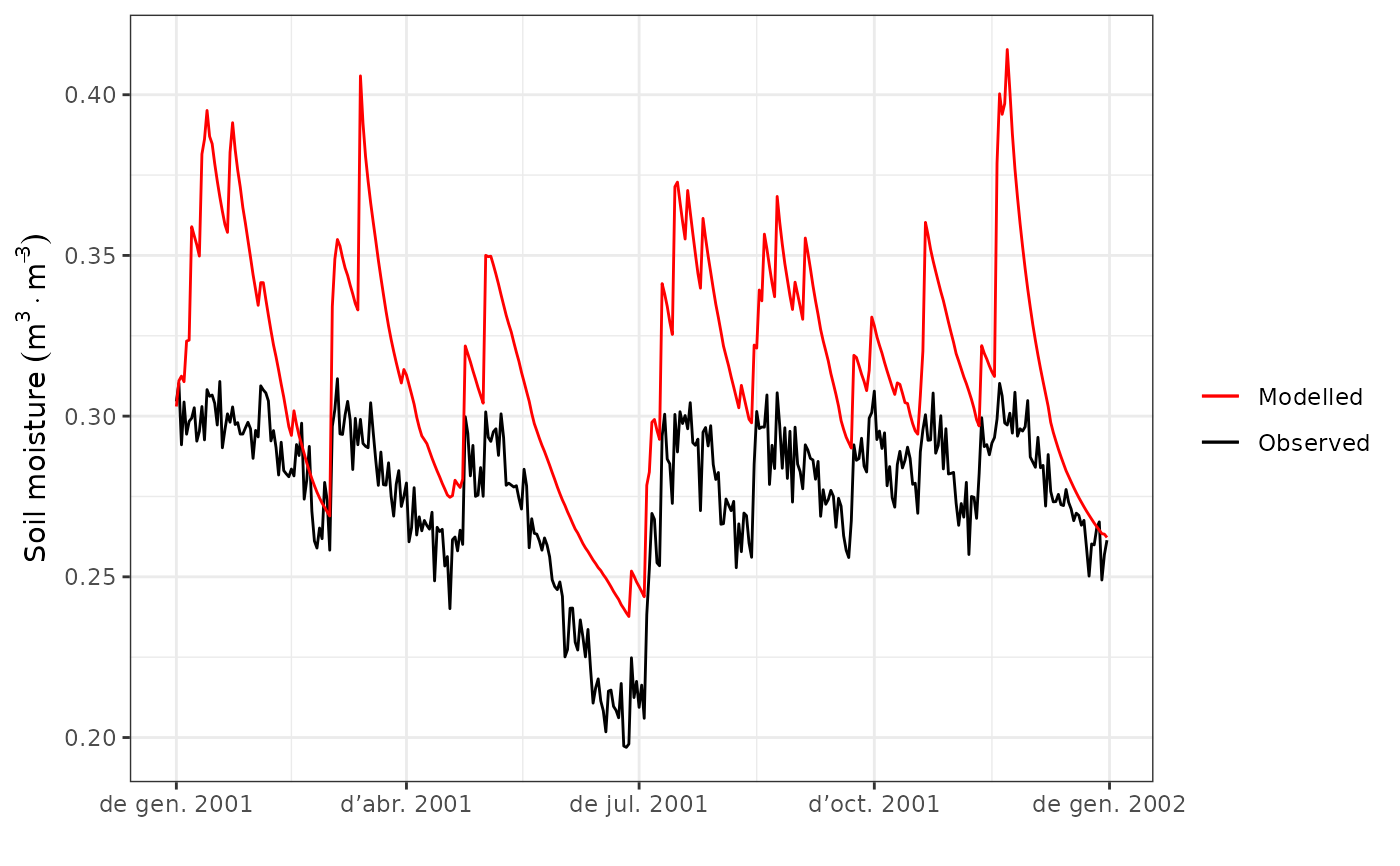 Soil moisture (m³ · m⁻³)
0.40
0.35
0.30
0.25
0.20
de gen. 2001
d’abr. 2001
de jul. 2001
d’oct. 2001
de gen. 2002
Modelled
Observed